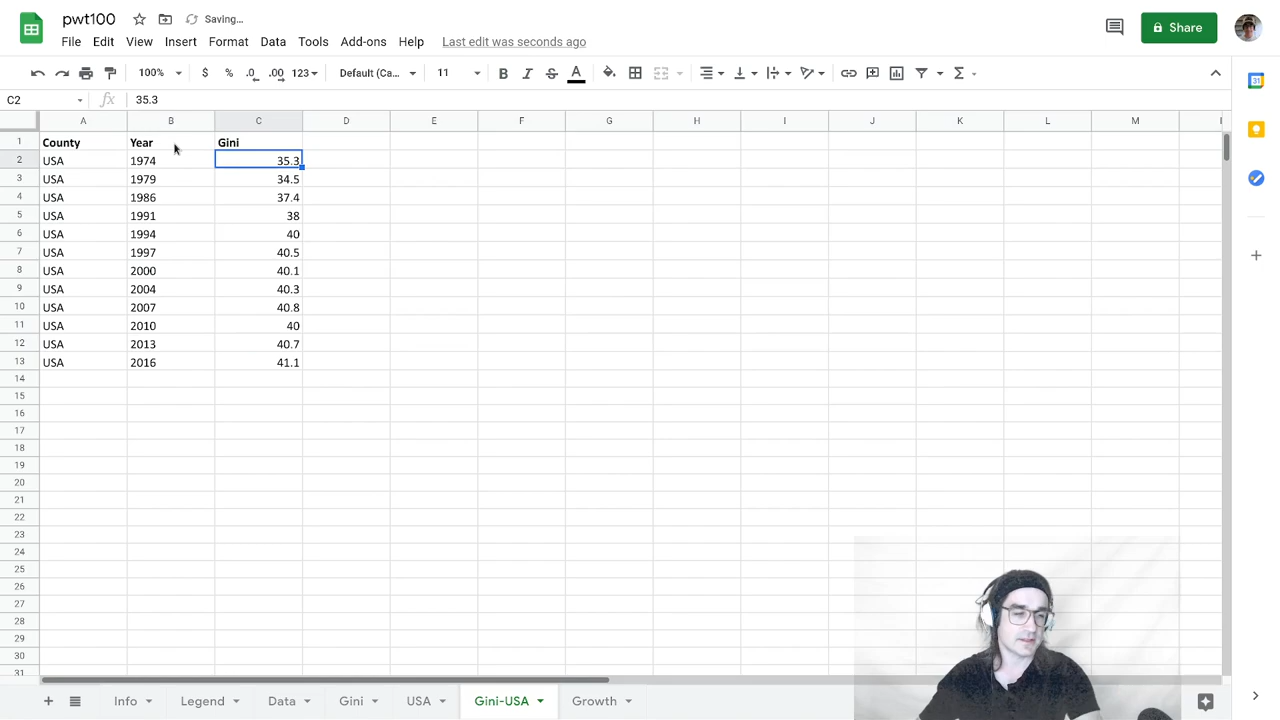 pwt100 Saving...
File Edit View Insert Format Data Tools Add-ons Help Last edit was seconds ago
Share
100% $ % .0 .00 123 Default (Ca... 11 B I S A
C2 fx 35.3
A B C D E F G H I J K L M
1 County Year Gini
2 USA 1974 35.3
3 USA 1979 34.5
4 USA 1986 37.4
5 USA 1991 38
6 USA 1994 40
7 USA 1997 40.5
8 USA 2000 40.1
9 USA 2004 40.3
10 USA 2007 40.8
11 USA 2010 40
12 USA 2013 40.7
13 USA 2016 41.1
14
15
16
17
18
19
20
21
22
23
24
25
26
27
28
29
30
31
Info Legend Data Gini USA Gini-USA Growth